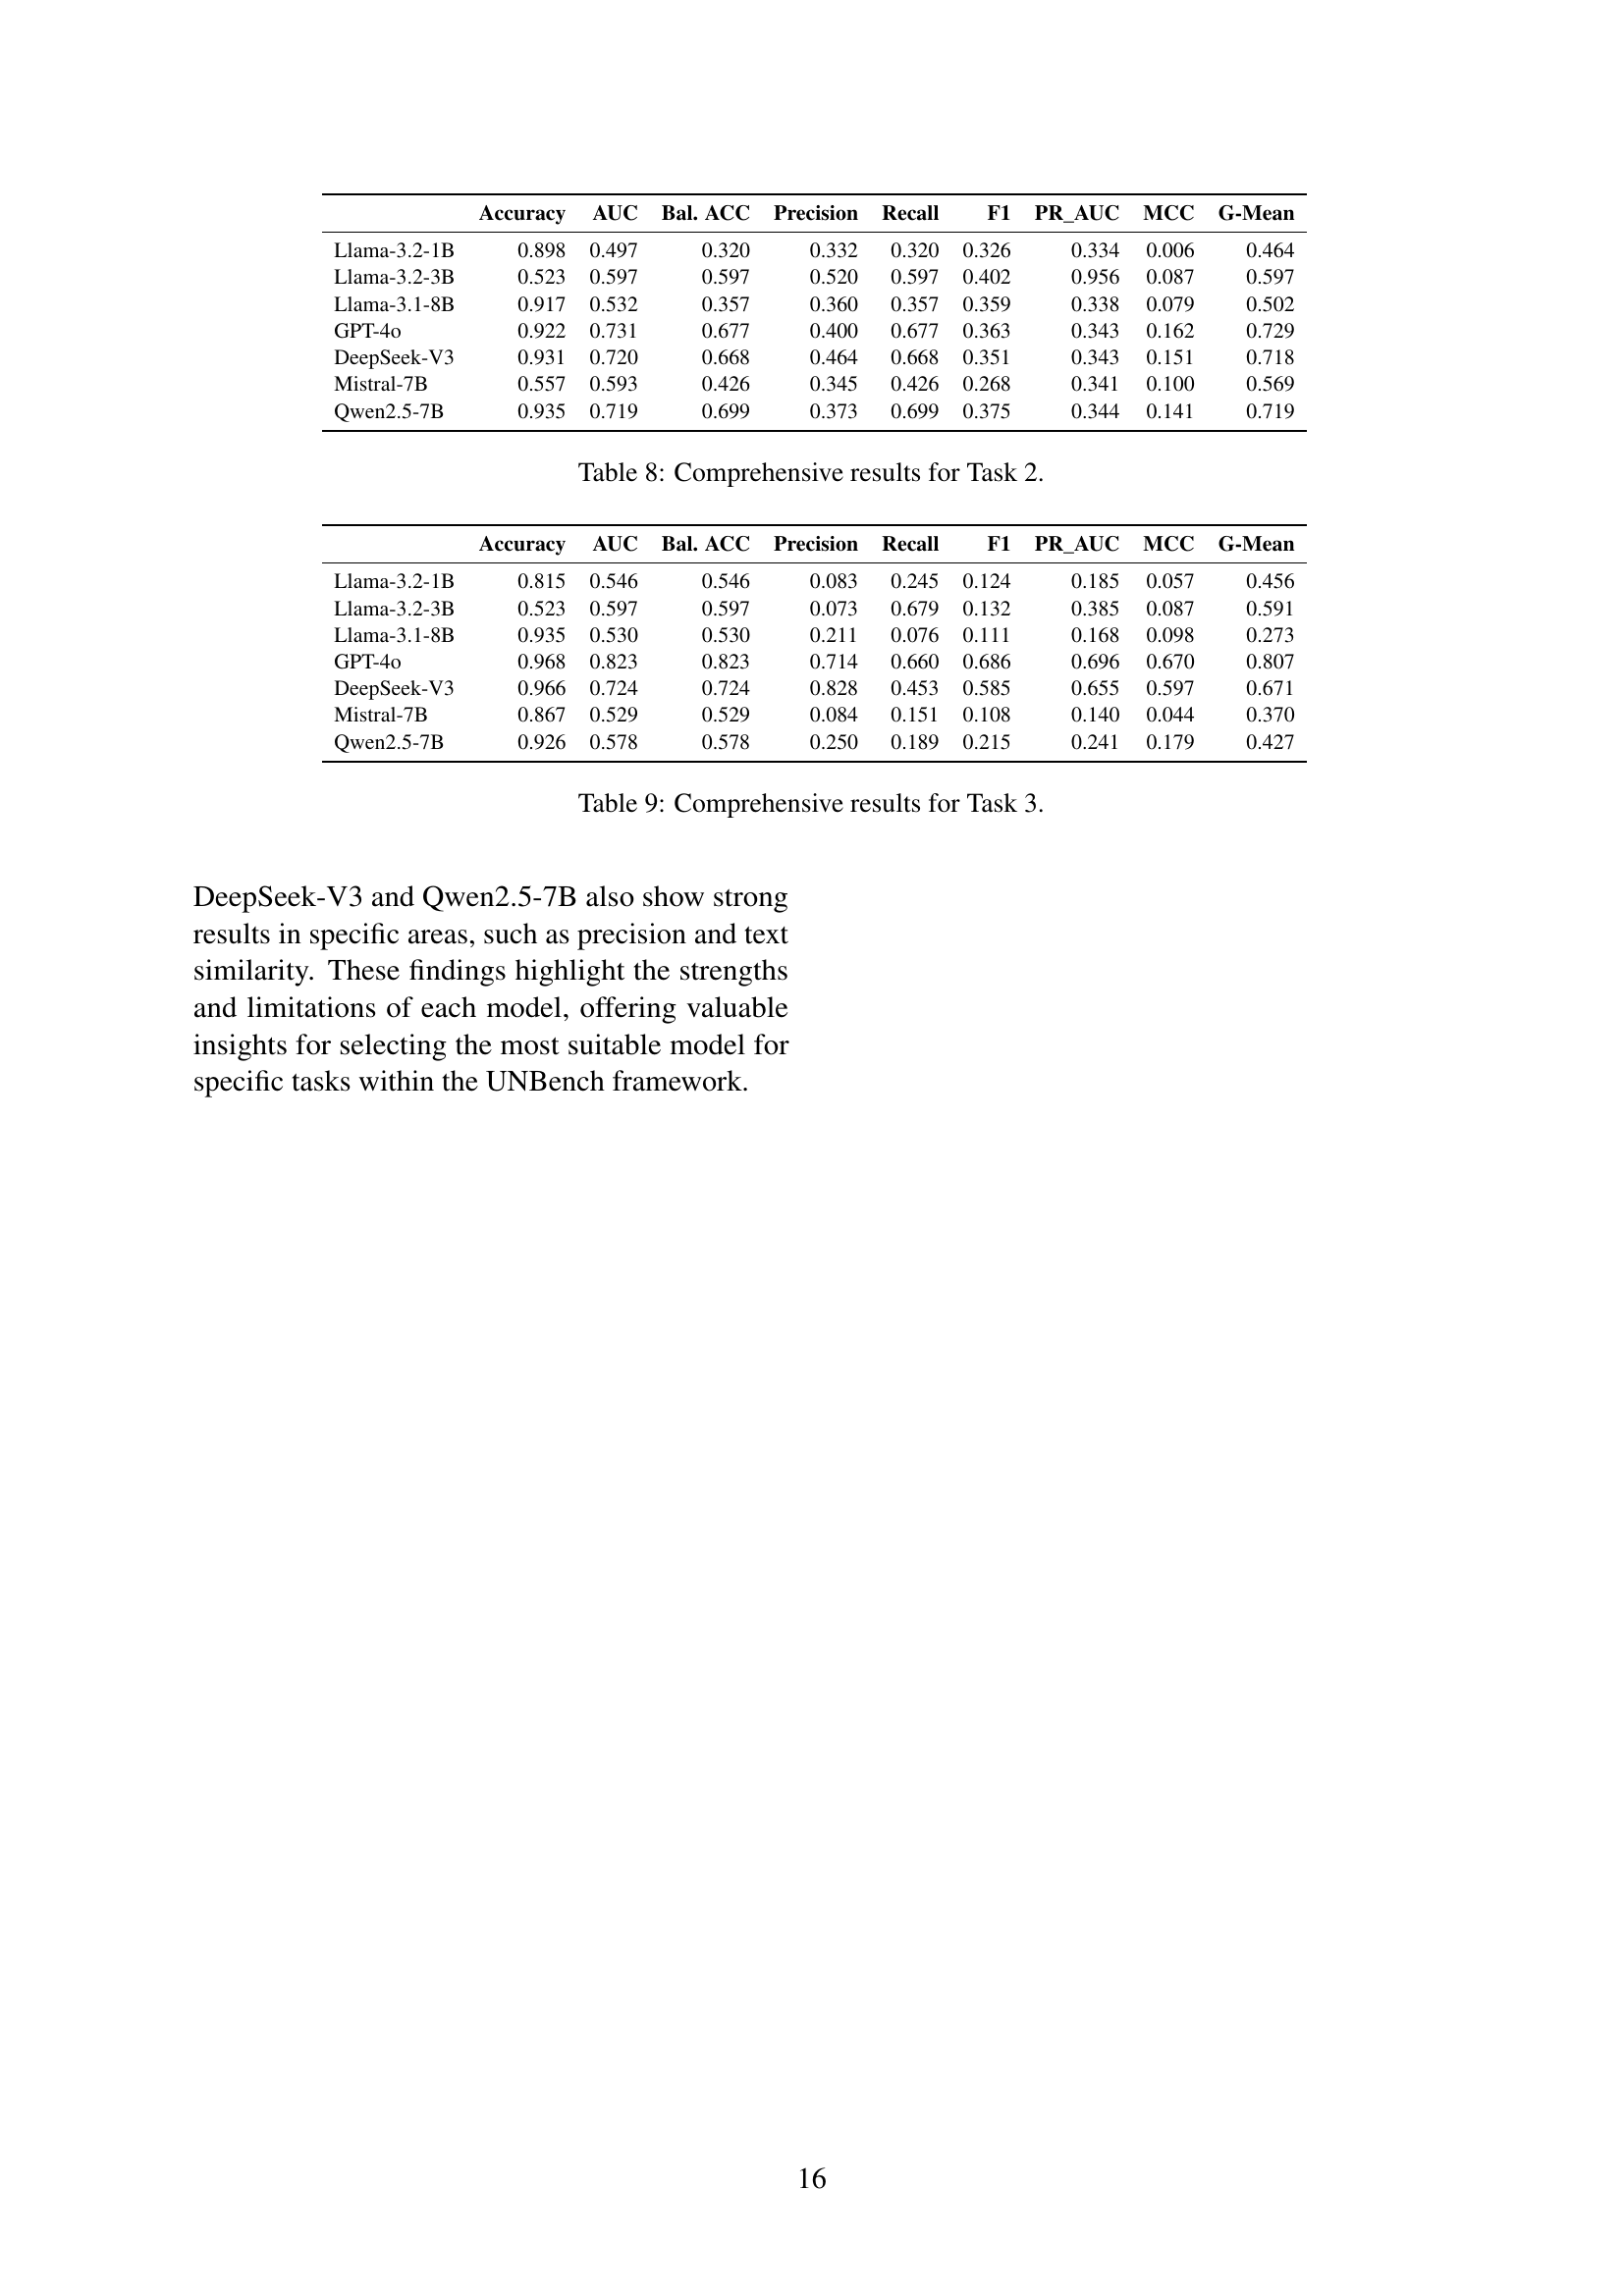 Accuracy AUC Bal. ACC Precision Recall F1 PR_AUC MCC G-Mean
Llama-3.2-1B 0.898 0.497 0.320 0.332 0.320 0.326 0.334 0.006 0.464
Llama-3.2-3B 0.523 0.597 0.597 0.520 0.597 0.402 0.956 0.087 0.597
Llama-3.1-8B 0.917 0.532 0.357 0.360 0.357 0.359 0.338 0.079 0.502
GPT-4o 0.922 0.731 0.677 0.400 0.677 0.363 0.343 0.162 0.729
DeepSeek-V3 0.931 0.720 0.668 0.464 0.668 0.351 0.343 0.151 0.718
Mistral-7B 0.557 0.593 0.426 0.345 0.426 0.268 0.341 0.100 0.569
Qwen2.5-7B 0.935 0.719 0.699 0.373 0.699 0.375 0.344 0.141 0.719
Table 8: Comprehensive results for Task 2.
Accuracy AUC Bal. ACC Precision Recall F1 PR_AUC MCC G-Mean
Llama-3.2-1B 0.815 0.546 0.546 0.083 0.245 0.124 0.185 0.057 0.456
Llama-3.2-3B 0.523 0.597 0.597 0.073 0.679 0.132 0.385 0.087 0.591
Llama-3.1-8B 0.935 0.530 0.530 0.211 0.076 0.111 0.168 0.098 0.273
GPT-4o 0.968 0.823 0.823 0.714 0.660 0.686 0.696 0.670 0.807
DeepSeek-V3 0.966 0.724 0.724 0.828 0.453 0.585 0.655 0.597 0.671
Mistral-7B 0.867 0.529 0.529 0.084 0.151 0.108 0.140 0.044 0.370
Qwen2.5-7B 0.926 0.578 0.578 0.250 0.189 0.215 0.241 0.179 0.427
Table 9: Comprehensive results for Task 3.
DeepSeek-V3 and Qwen2.5-7B also show strong
results in specific areas, such as precision and text
similarity. These findings highlight the strengths
and limitations of each model, offering valuable
insights for selecting the most suitable model for
specific tasks within the UNBench framework.
16